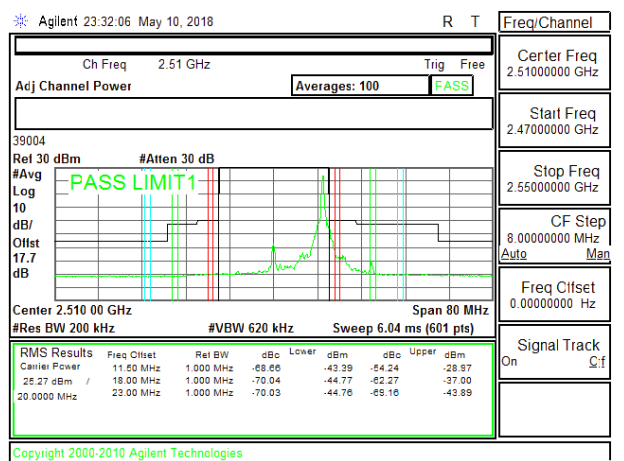 Agilent 23:32:06 May 10, 2018 R T
Ch Freq 2.51 GHz Trig Free
Adj Channel Power Averages: 100 PASS
39004
Ref 30 dBm #Atten 30 dB
#Avg
Log
10
dB/
Offst
17.7
dB
PASS LIMIT1
Center 2.510 00 GHz Span 80 MHz
#Res BW 200 kHz #VBW 620 kHz Sweep 6.04 ms (601 pts)
RMS Results Freq Offset Ref BW dBc Lower dBm dBc Upper dBm
Carrier Power 11.50 MHz 1.000 MHz -68.66 -43.39 -54.24 -28.97
25.27 dBm / 18.00 MHz 1.000 MHz -70.04 -44.77 -62.27 -37.00
20.0000 MHz 23.00 MHz 1.000 MHz -70.03 -44.76 -69.16 -43.89
Copyright 2000-2010 Agilent Technologies
Freq/Channel
Center Freq
2.51000000 GHz
Start Freq
2.47000000 GHz
Stop Freq
2.55000000 GHz
CF Step
8.00000000 MHz
Auto Man
Freq Offset
0.00000000 Hz
Signal Track
On Off